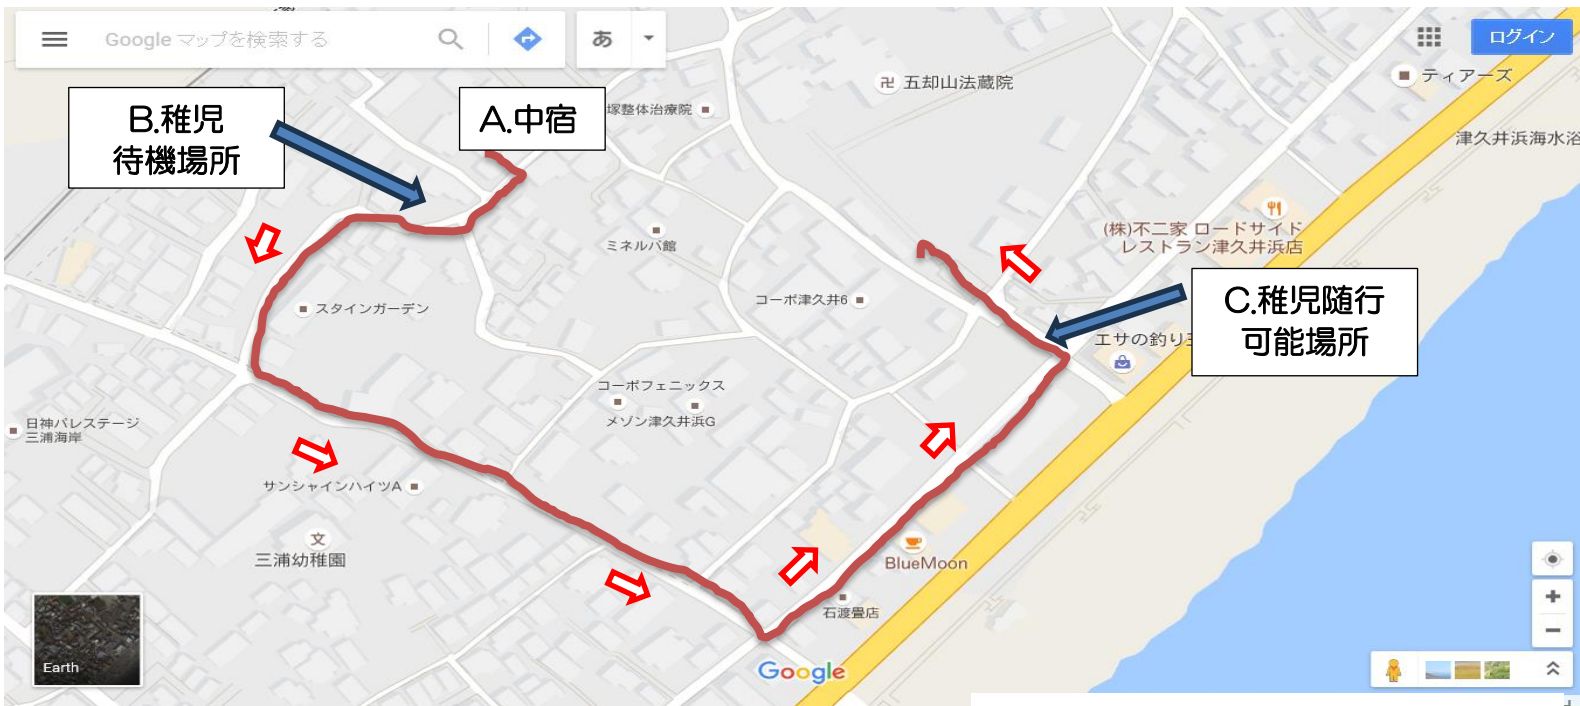 Google マップを検索する
あ
ログイン
ティアーズ
五却山法蔵院
B.稚児
待機場所
A.中宿
塚整体治療院
津久井浜海水浴
(株)不二家 ロードサイド
レストラン津久井浜店
ミネルバ館
スタインガーデン
コーポ津久井6
C.稚児随行
可能場所
エサの釣り
コーポフェニックス
メゾン津久井浜G
日神パレステージ
三浦海岸
サンシャインハイツA
文
三浦幼稚園
BlueMoon
石渡畳店
Earth
Google